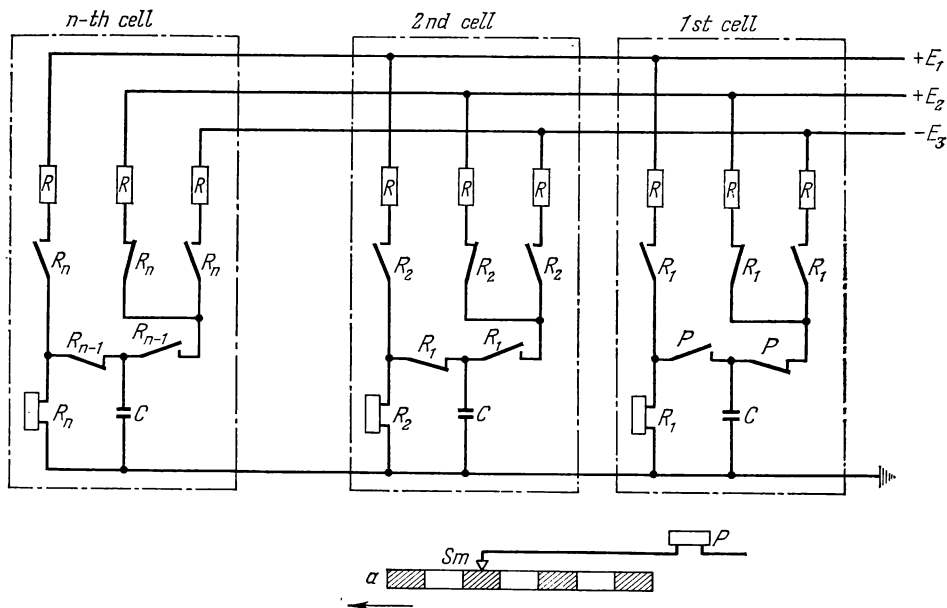 n-th cell 2nd cell 1st cell
+E₁
+E₂
−E₃
R R R R R R R R R
Rₙ Rₙ Rₙ R₂ R₂ R₂ R₁ R₁ R₁
Rₙ₋₁ Rₙ₋₁ R₁ R₁ P P
Rₙ C R₂ C R₁ C
Sm P
a